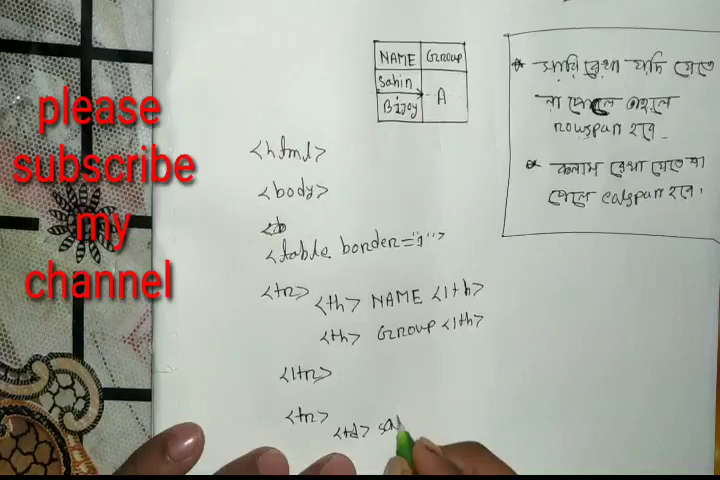 please
subscribe
my
channel
NAME Group
Sahin
A
Bijoy
* সারি রেখা যদি যেতে
না পেলে তাহলে
rowspan হবে
* কলাম রেখা যেতে না
পেলে colspan হবে।
<html>
<body>
<table border="1">
<tr>
<th> NAME </th>
<th> Group </th>
</tr>
<tr>
<td> sa